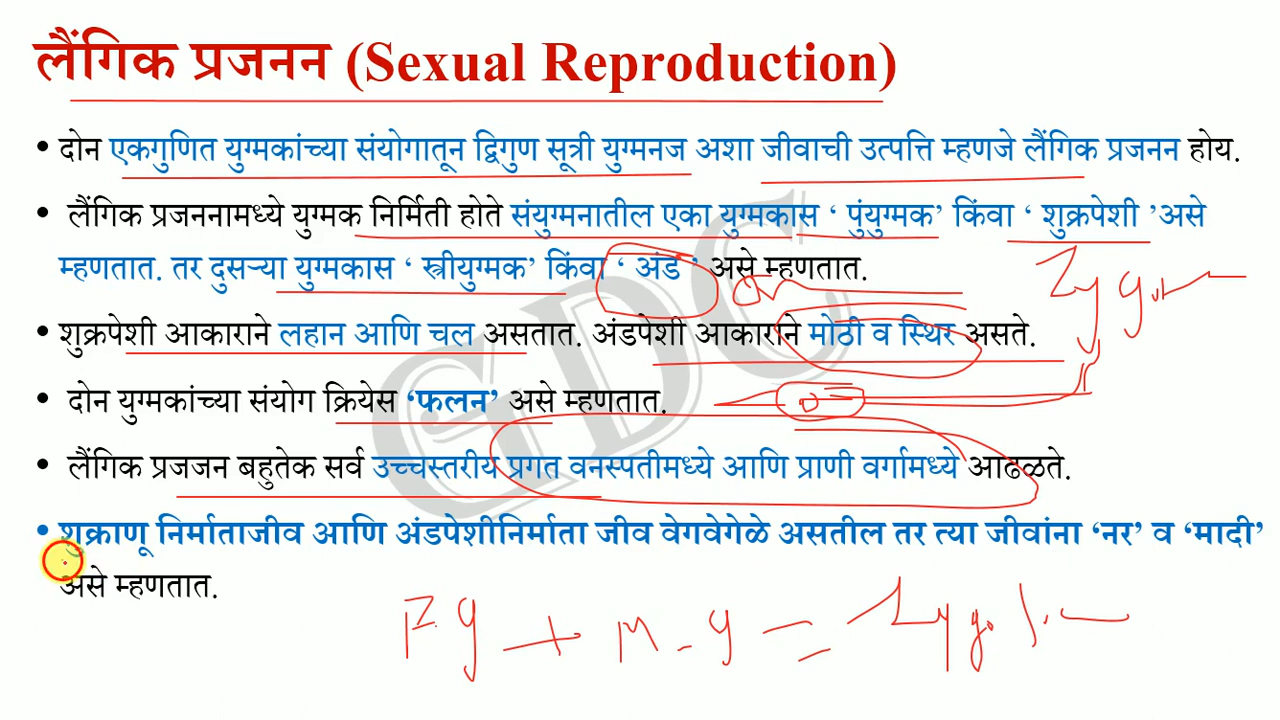 लैंगिक प्रजनन (Sexual Reproduction)
• दोन एकगुणित युग्मकांच्या संयोगातून द्विगुण सूत्री युग्मनज अशा जीवाची उत्पत्ति म्हणजे लैंगिक प्रजनन होय.
• लैंगिक प्रजननामध्ये युग्मक निर्मिती होते संयुग्मनातील एका युग्मकास ‘ पुंयुग्मक’ किंवा ‘ शुक्रपेशी ’असे
म्हणतात. तर दुसऱ्या युग्मकास ‘ स्त्रीयुग्मक’ किंवा ‘ अंड ’ असे म्हणतात.
• शुक्रपेशी आकाराने लहान आणि चल असतात. अंडपेशी आकाराने मोठी व स्थिर असते.
• दोन युग्मकांच्या संयोग क्रियेस ‘फलन’ असे म्हणतात.
• लैंगिक प्रजजन बहुतेक सर्व उच्चस्तरीय प्रगत वनस्पतीमध्ये आणि प्राणी वर्गामध्ये आढळते.
• शुक्राणू निर्माताजीव आणि अंडपेशीनिर्माता जीव वेगवेगेळे असतील तर त्या जीवांना ‘नर’ व ‘मादी’
असे म्हणतात.
F.g + M-g =
GDC